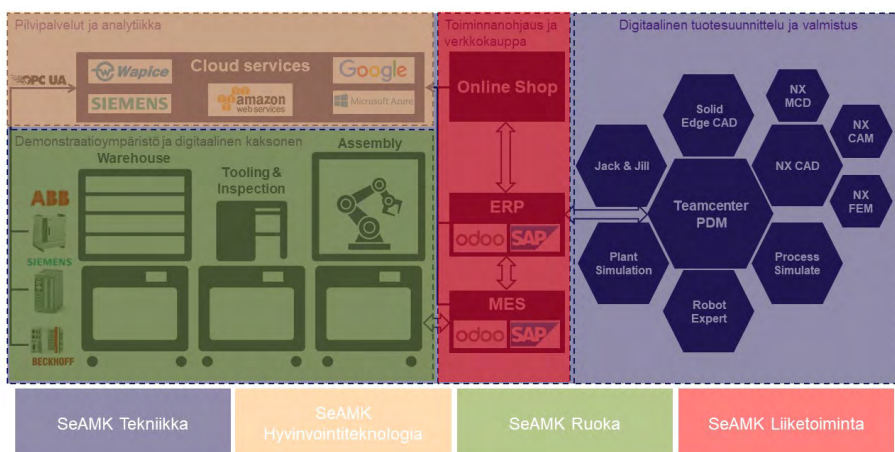 Pilvipalvelut ja analytiikka
OPC UA
Cloud services
Wapice
Google
SIEMENS
amazon
web services
Microsoft Azure
Toiminnanohjaus ja
verkkokauppa
Online Shop
ERP
odoo SAP
MES
odoo SAP
Demonstraatioympäristö ja digitaalinen kaksonen
Warehouse
Tooling &
Inspection
Assembly
ABB
SIEMENS
BECKHOFF
Digitaalinen tuotesuunnittelu ja valmistus
Solid
Edge CAD
NX
MCD
NX
CAM
Jack & Jill
NX CAD
Teamcenter
PDM
NX
FEM
Plant
Simulation
Process
Simulate
Robot
Expert
SeAMK Tekniikka
SeAMK
Hyvinvointiteknologia
SeAMK Ruoka
SeAMK Liiketoiminta